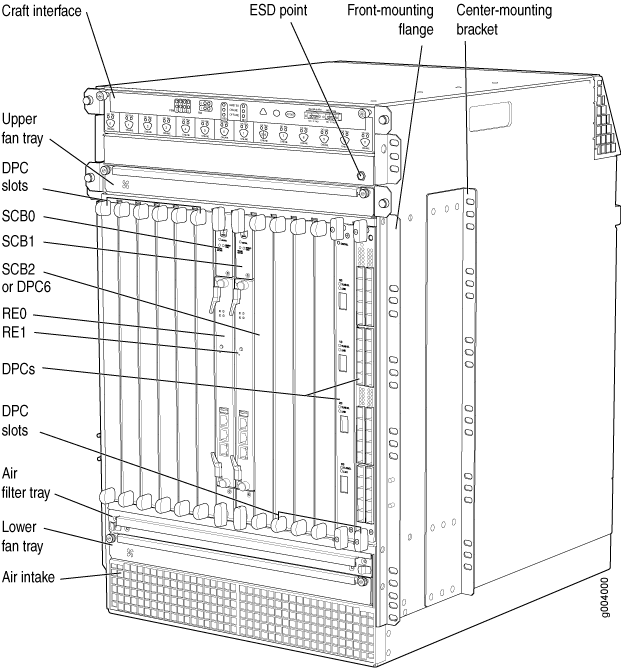 Craft interface
ESD point
Front-mounting
flange
Center-mounting
bracket
Upper
fan tray
DPC
slots
SCB0
SCB1
SCB2
or DPC6
RE0
RE1
DPCs
DPC
slots
Air
filter tray
Lower
fan tray
Air intake
g004000